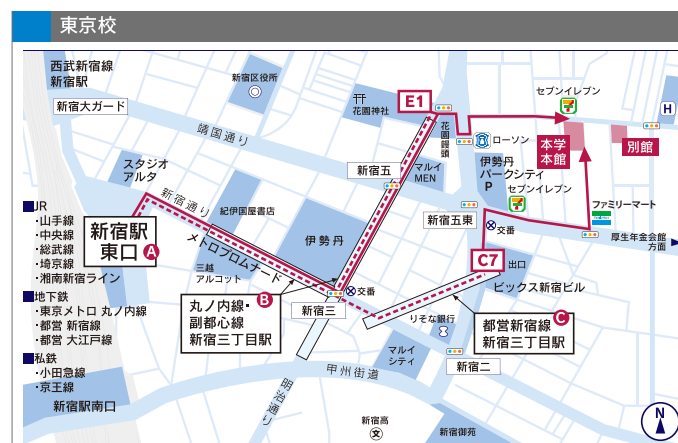 東京校
西武新宿線
新宿駅
新宿区役所
セブンイレブン
新宿大ガード
花園神社
E1
H
靖国通り
花園饅頭
ローソン
本学
本館
別館
スタジオ
アルタ
新宿五
マルイ
MEN
伊勢丹
パークシティ
P
セブンイレブン
ファミリーマート
新宿通り
紀伊国屋書店
新宿五東
交番
厚生年金会館
方面
JR
・山手線
・中央線
・総武線
・埼京線
・湘南新宿ライン
新宿駅
東口 A
伊勢丹
メトロプロムナード
三越
アルコット
C7
出口
ビックス新宿ビル
交番
丸ノ内線・
副都心線
新宿三丁目駅
B
新宿三
りそな銀行
都営新宿線
新宿三丁目駅
C
地下鉄
・東京メトロ 丸ノ内線
・都営 新宿線
・都営 大江戸線
私鉄
・小田急線
・京王線
マルイ
シティ
新宿二
甲州街道
明治通り
新宿駅南口
新宿高
文
新宿御苑
N